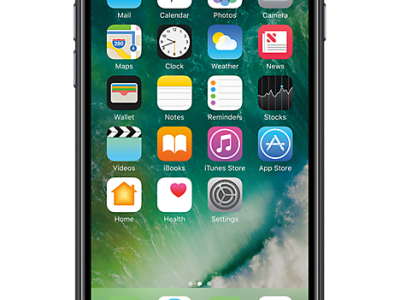 Mail Calendar Photos Camera
280
Maps Clock Weather News
Wallet Notes Reminders Stocks
Videos iBooks iTunes Store App Store
Home Health Settings